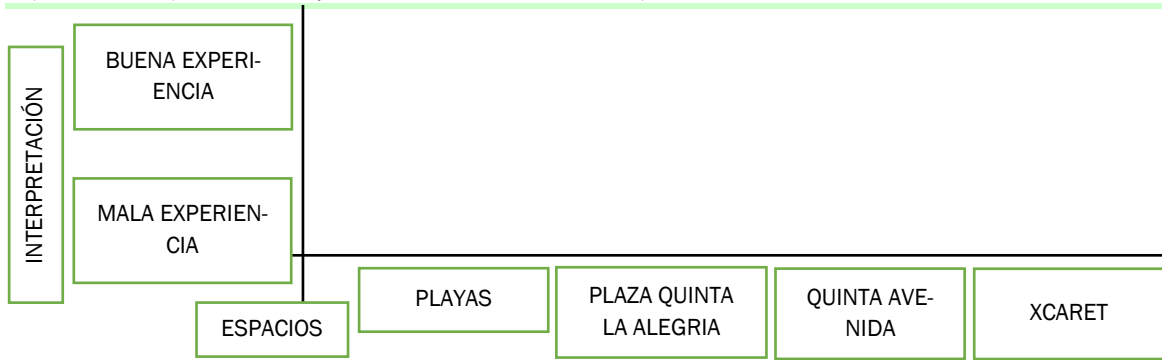 INTERPRETACIÓN
BUENA EXPERI-
ENCIA
MALA EXPERIEN-
CIA
ESPACIOS
PLAYAS
PLAZA QUINTA
LA ALEGRIA
QUINTA AVE-
NIDA
XCARET